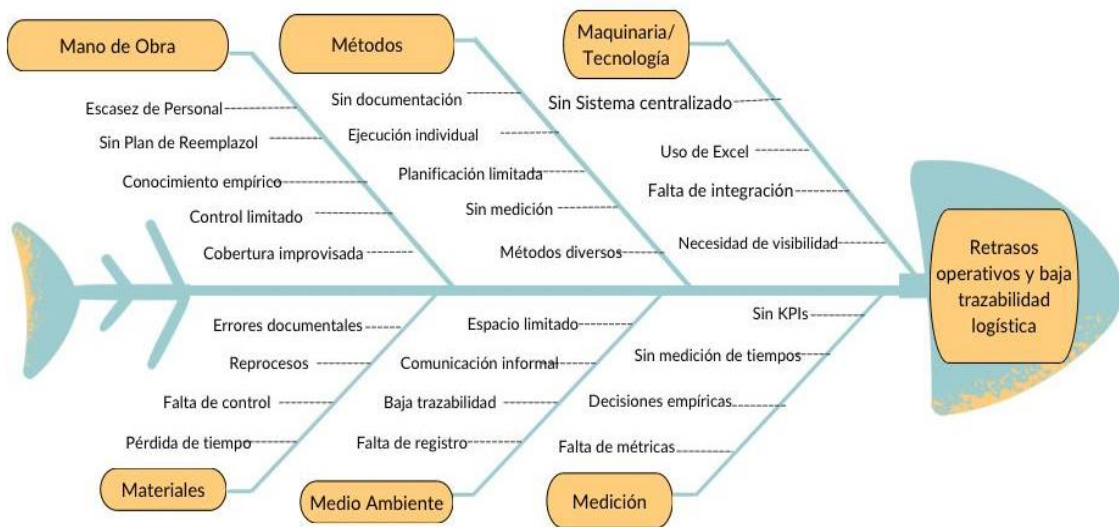 Mano de Obra
Escasez de Personal
Sin Plan de Reemplazol
Conocimiento empírico
Control limitado
Cobertura improvisada
Métodos
Sin documentación
Ejecución individual
Planificación limitada
Sin medición
Métodos diversos
Maquinaria/
Tecnología
Sin Sistema centralizado
Uso de Excel
Falta de integración
Necesidad de visibilidad
Retrasos
operativos y baja
trazabilidad
logística
Errores documentales
Reprocesos
Falta de control
Pérdida de tiempo
Materiales
Espacio limitado
Comunicación informal
Baja trazabilidad
Falta de registro
Medio Ambiente
Sin KPIs
Sin medición de tiempos
Decisiones empíricas
Falta de métricas
Medición